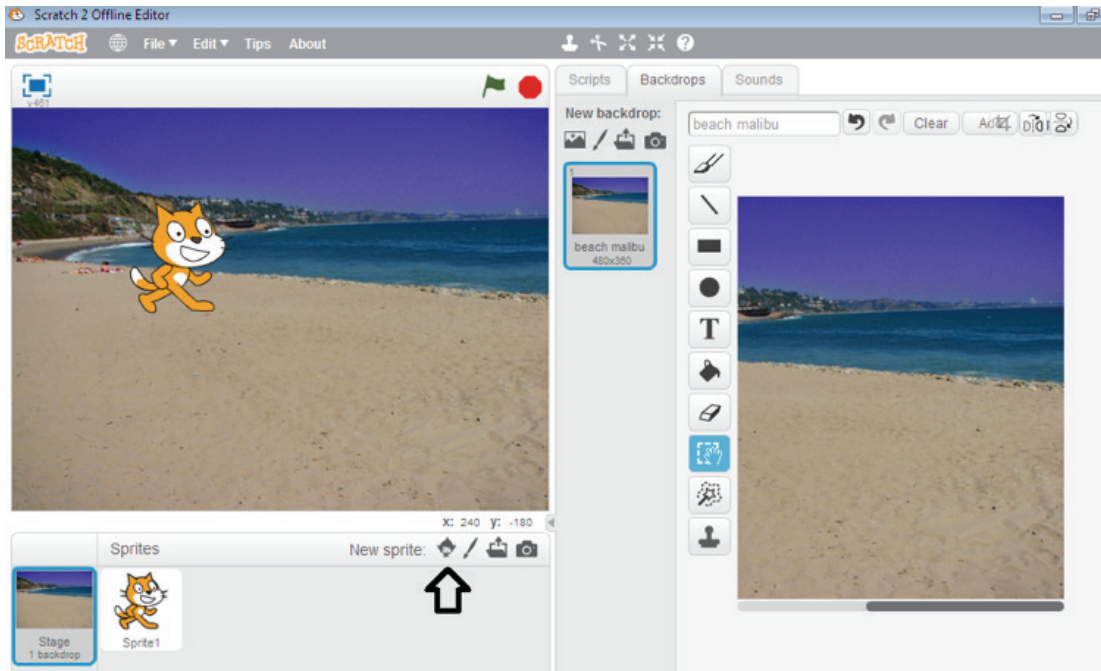 Scratch 2 Offline Editor
SCRATCH File Edit Tips About
v461
Scripts Backdrops Sounds
New backdrop:
beach malibu Clear
1
beach malibu
480x360
T
x: 240 y: -180
Sprites New sprite:
Stage
1 backdrop
Sprite1